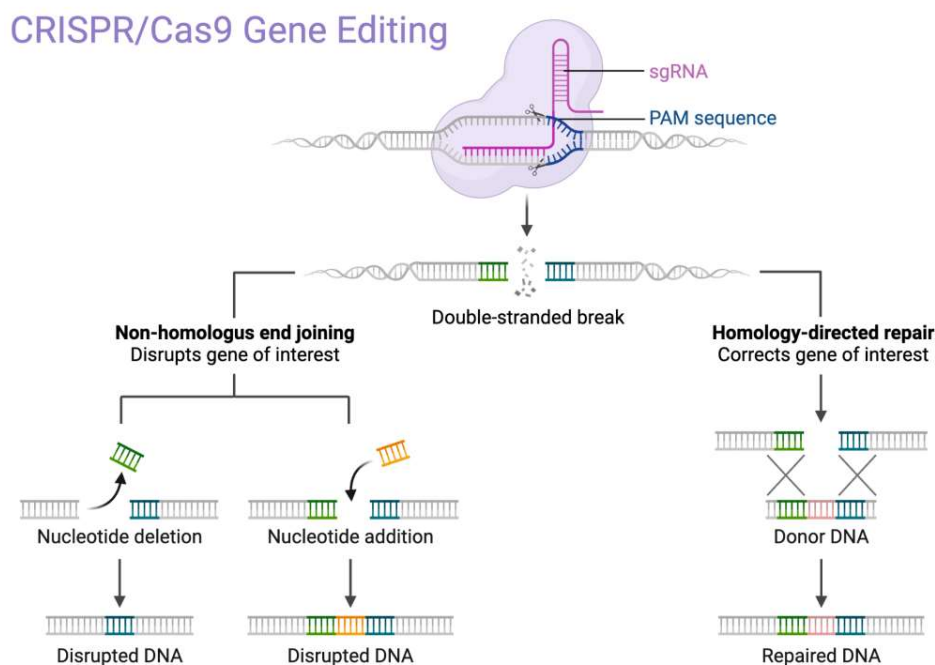 CRISPR/Cas9 Gene Editing
sgRNA
PAM sequence
Double-stranded break
Non-homologus end joining
Disrupts gene of interest
Homology-directed repair
Corrects gene of interest
Nucleotide deletion
Nucleotide addition
Donor DNA
Disrupted DNA
Disrupted DNA
Repaired DNA